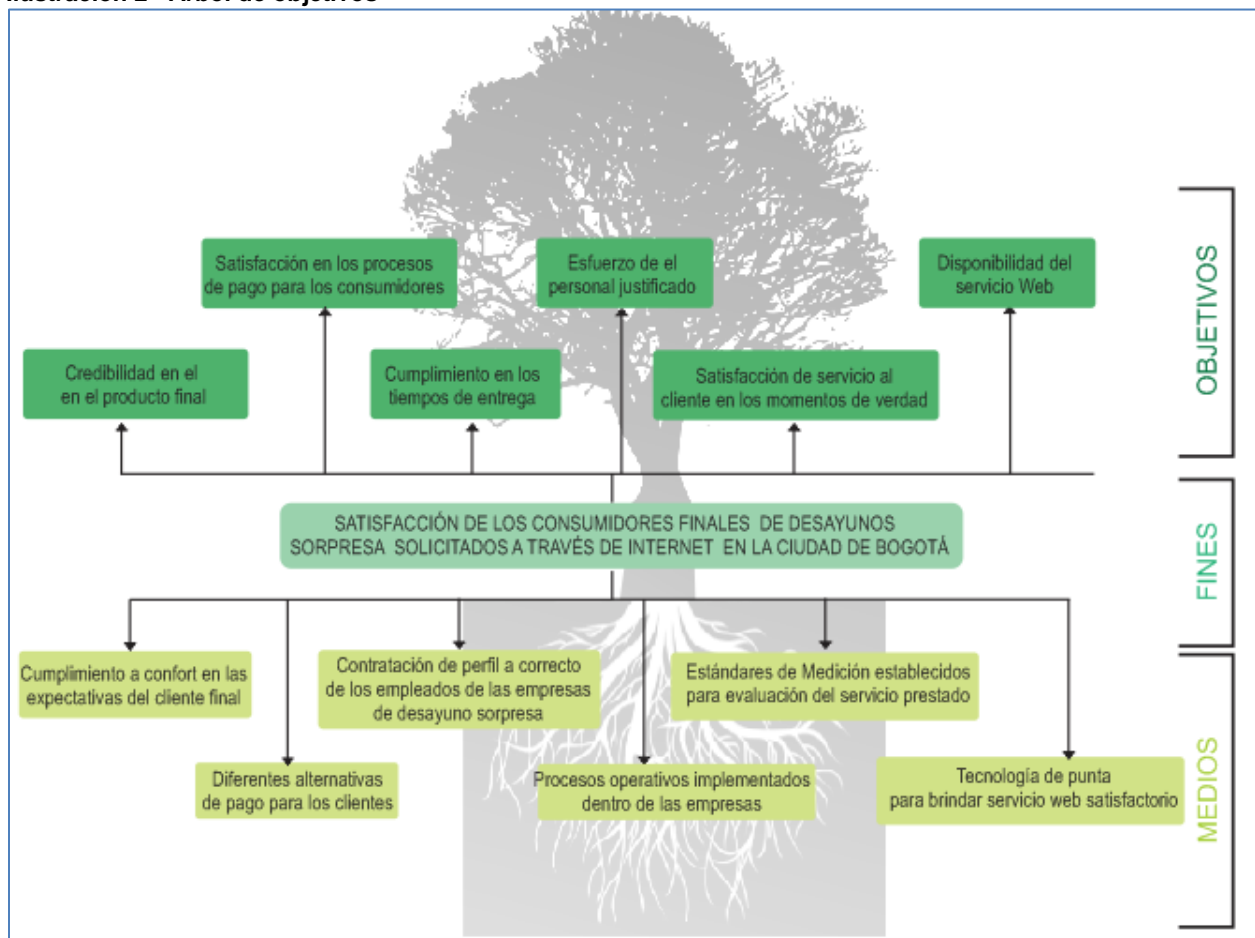 Ilustración 2 - Árbol de objetivos
Satisfacción en los procesos
de pago para los consumidores
Esfuerzo de el
personal justificado
Disponibilidad del
servicio Web
Credibilidad en el
en el producto final
Cumplimiento en los
tiempos de entrega
Satisfacción de servicio al
cliente en los momentos de verdad
OBJETIVOS
SATISFACCIÓN DE LOS CONSUMIDORES FINALES DE DESAYUNOS
SORPRESA SOLICITADOS A TRAVÉS DE INTERNET EN LA CIUDAD DE BOGOTÁ
FINES
Cumplimiento a confort en las
expectativas del cliente final
Contratación de perfil a correcto
de los empleados de las empresas
de desayuno sorpresa
Estándares de Medición establecidos
para evaluación del servicio prestado
Diferentes alternativas
de pago para los clientes
Procesos operativos implementados
dentro de las empresas
Tecnología de punta
para brindar servicio web satisfactorio
MEDIOS